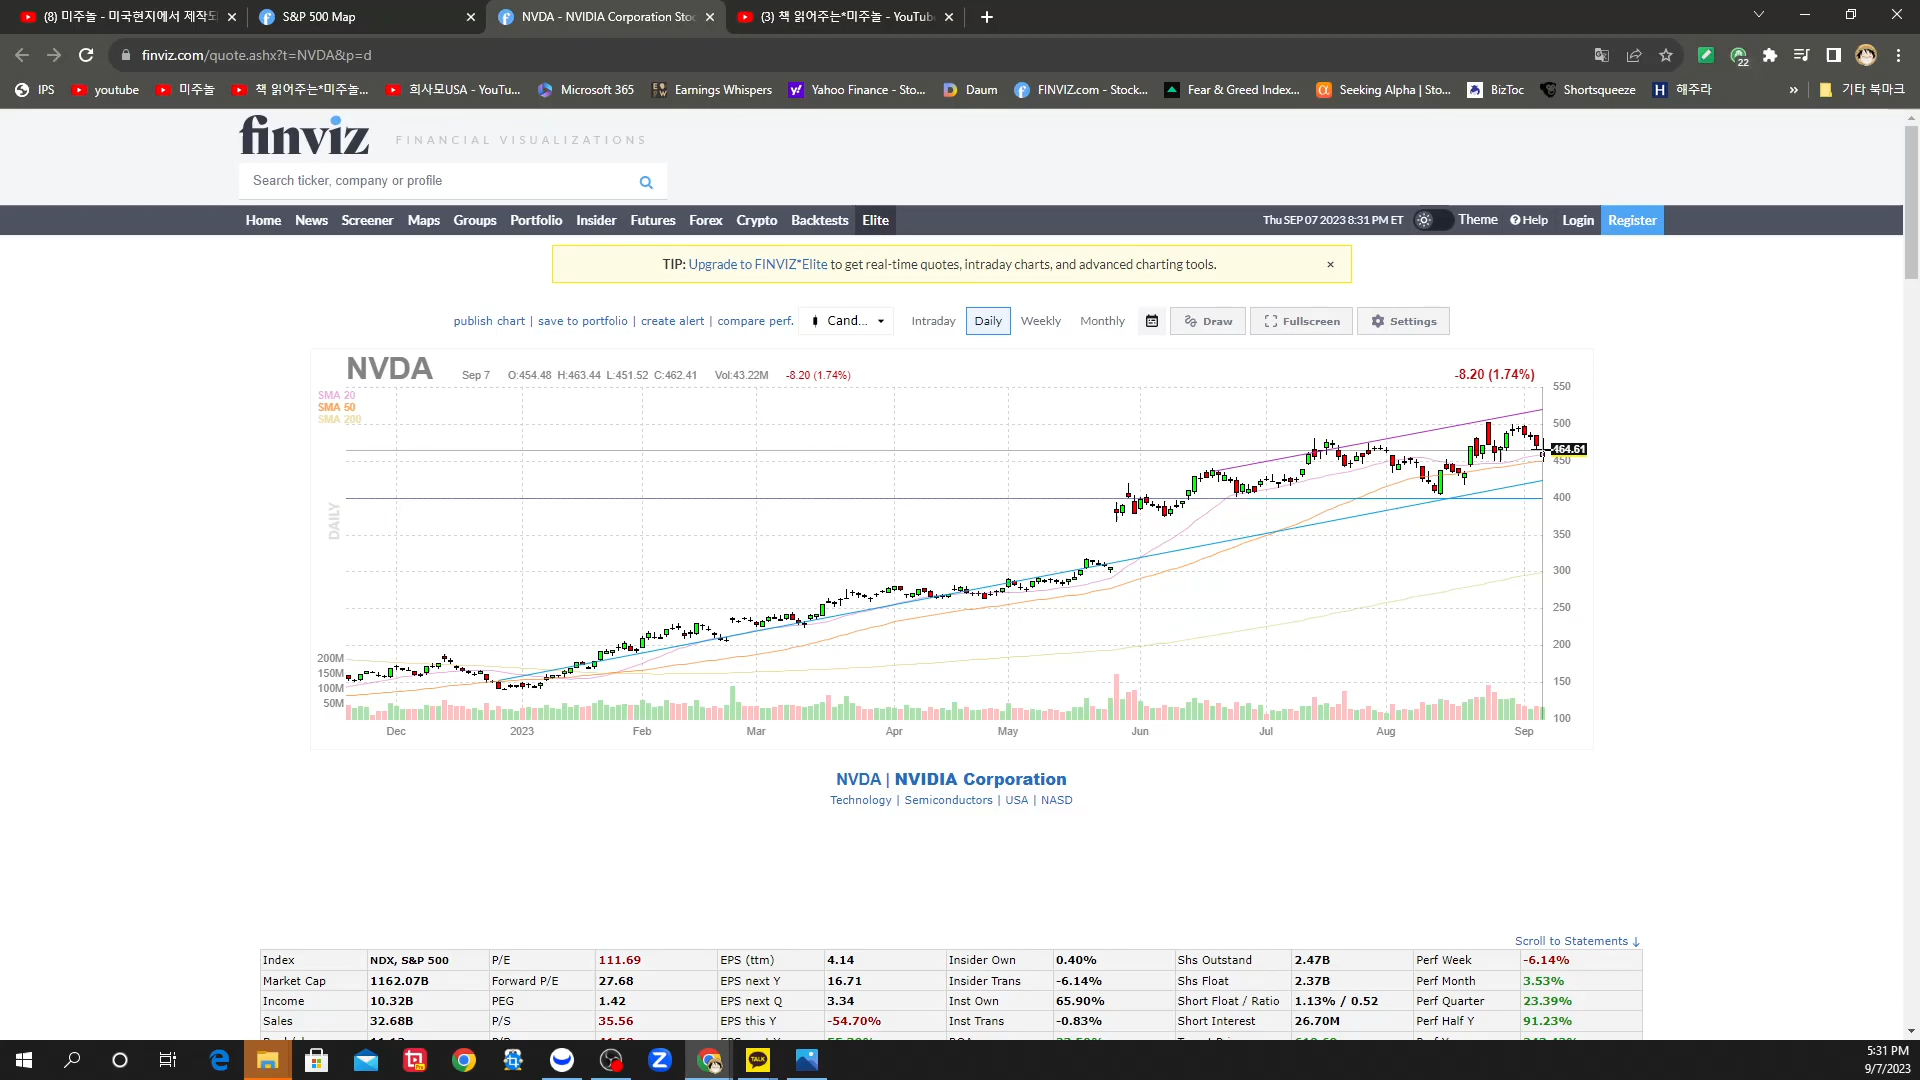 (8) 미주놀 - 미국현지에서 제작되
S&P 500 Map
NVDA - NVIDIA Corporation Stoc
(3) 책 읽어주는*미주놀 - YouTube
finviz.com/quote.ashx?t=NVDA&p=d
22
IPS
youtube
미주놀
책 읽어주는*미주놀...
희사모USA - YouTu...
Microsoft 365
Earnings Whispers
Yahoo Finance - Sto...
Daum
FINVIZ.com - Stock...
Fear & Greed Index...
Seeking Alpha | Sto...
BizToc
Shortsqueeze
해주라
»
기타 북마크
finviz FINANCIAL VISUALIZATIONS
Search ticker, company or profile
Home News Screener Maps Groups Portfolio Insider Futures Forex Crypto Backtests Elite
Thu SEP 07 2023 8:31 PM ET Theme Help Login Register
TIP: Upgrade to FINVIZ*Elite to get real-time quotes, intraday charts, and advanced charting tools. ×
publish chart | save to portfolio | create alert | compare perf. Cand... Intraday Daily Weekly Monthly Draw Fullscreen Settings
NVDA Sep 7 O:454.48 H:463.44 L:451.52 C:462.41 Vol:43.22M -8.20 (1.74%)
-8.20 (1.74%)
SMA 20
SMA 50
SMA 200
DAILY
550
500
464.61
450
400
350
300
250
200
150
100
200M
150M
100M
50M
Dec 2023 Feb Mar Apr May Jun Jul Aug Sep
NVDA | NVIDIA Corporation
Technology | Semiconductors | USA | NASD
Scroll to Statements ↓
Index NDX, S&P 500 P/E 111.69 EPS (ttm) 4.14 Insider Own 0.40% Shs Outstand 2.47B Perf Week -6.14%
Market Cap 1162.07B Forward P/E 27.68 EPS next Y 16.71 Insider Trans -6.14% Shs Float 2.37B Perf Month 3.53%
Income 10.32B PEG 1.42 EPS next Q 3.34 Inst Own 65.90% Short Float / Ratio 1.13% / 0.52 Perf Quarter 23.39%
Sales 32.68B P/S 35.56 EPS this Y -54.70% Inst Trans -0.83% Short Interest 26.70M Perf Half Y 91.23%
TALK
5:31 PM
9/7/2023